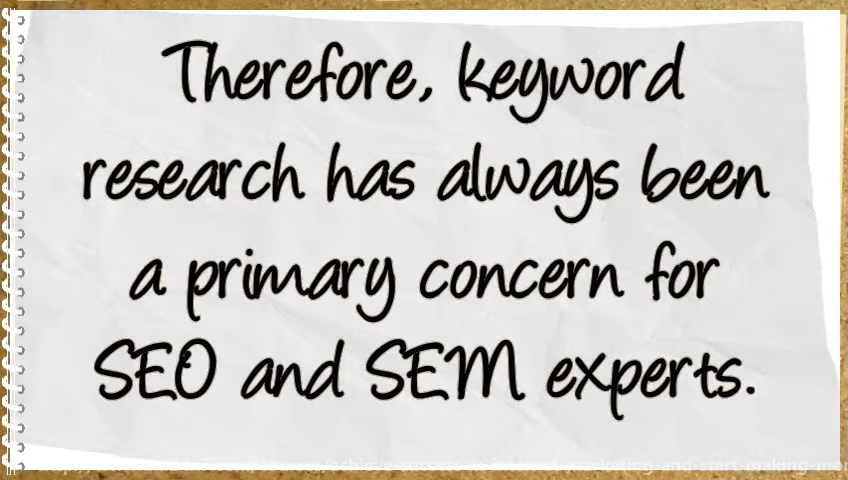 Therefore, keyword
research has always been
a primary concern for
SEO and SEM experts.